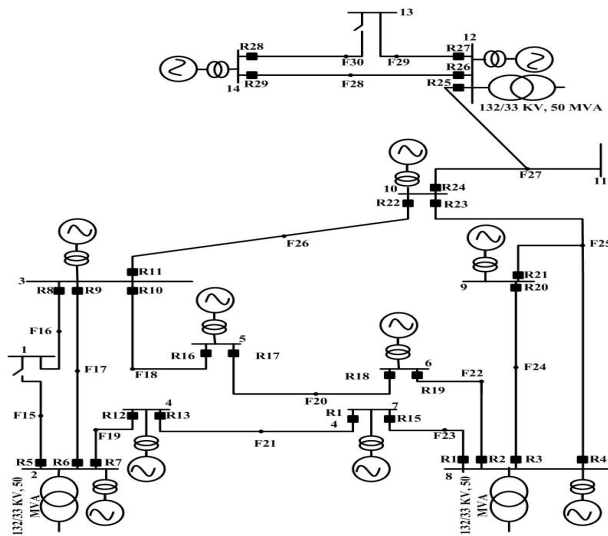 13
12
R28
R27
F30
F29
R26
R29
F28
R25
14
132/33 KV, 50 MVA
F27
11
10
R24
R22
R23
F26
F25
R11
R21
3
9
R8
R9
R10
R20
F16
5
1
R16
R17
6
F17
F18
R18
F22
F24
R19
F20
4
7
F15
R12
R13
R1
4
R15
F19
F21
F23
R5
R6
R7
R1
R2
R3
R4
2
8
132/33 KV, 50
MVA
132/33 KV, 50
MVA